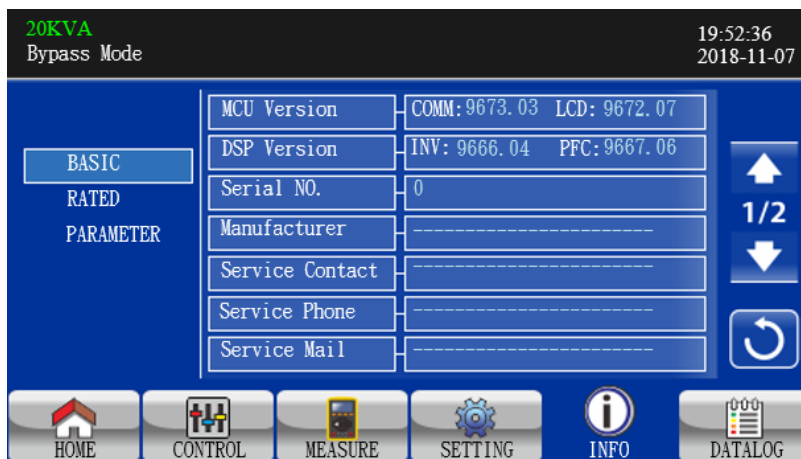 20KVA
Bypass Mode
19:52:36
2018-11-07
BASIC
RATED
PARAMETER
MCU Version COMM:9673.03 LCD: 9672.07
DSP Version INV: 9666.04 PFC:9667.06
Serial NO. 0
Manufacturer ------------------------
Service Contact ------------------------
Service Phone ------------------------
Service Mail ------------------------
1/2
HOME CONTROL MEASURE SETTING INFO DATALOG